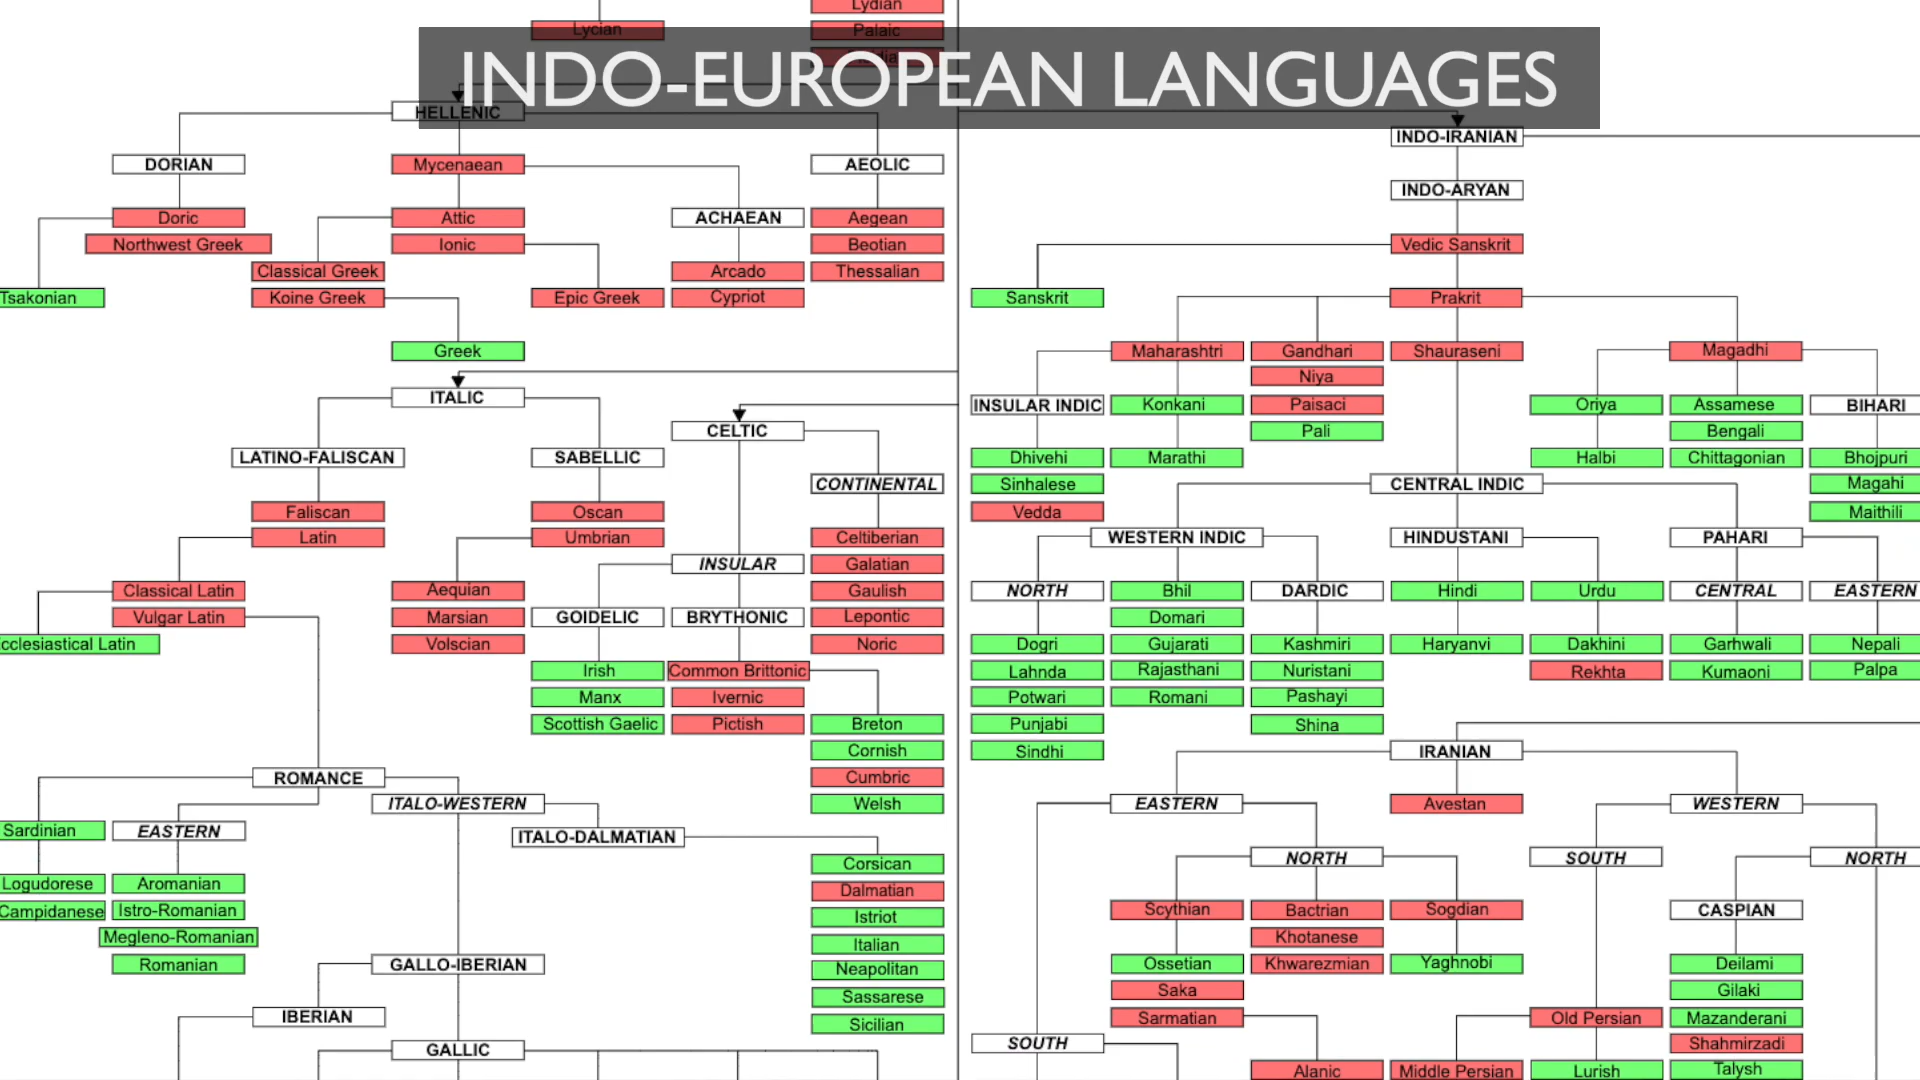 Lydian
Lycian
Palaic
INDO-EUROPEAN LANGUAGES
HELLENIC
INDO-IRANIAN
DORIAN
Mycenaean
AEOLIC
INDO-ARYAN
Doric
Attic
ACHAEAN
Aegean
Northwest Greek
Ionic
Beotian
Vedic Sanskrit
Classical Greek
Arcado
Thessalian
Tsakonian
Koine Greek
Epic Greek
Cypriot
Sanskrit
Prakrit
Greek
Maharashtri
Gandhari
Shauraseni
Magadhi
Niya
ITALIC
INSULAR INDIC
Konkani
Paisaci
Oriya
Assamese
BIHARI
CELTIC
Pali
Bengali
LATINO-FALISCAN
SABELLIC
Dhivehi
Marathi
Halbi
Chittagonian
Bhojpuri
CONTINENTAL
Sinhalese
CENTRAL INDIC
Magahi
Faliscan
Oscan
Vedda
Maithili
Latin
Umbrian
Celtiberian
WESTERN INDIC
HINDUSTANI
PAHARI
INSULAR
Galatian
Classical Latin
Aequian
Gaulish
NORTH
Bhil
DARDIC
Hindi
Urdu
CENTRAL
EASTERN
Vulgar Latin
Marsian
GOIDELIC
BRYTHONIC
Lepontic
Domari
cclesiastical Latin
Volscian
Noric
Dogri
Gujarati
Kashmiri
Haryanvi
Dakhini
Garhwali
Nepali
Irish
Common Brittonic
Lahnda
Rajasthani
Nuristani
Rekhta
Kumaoni
Palpa
Manx
Ivernic
Potwari
Romani
Pashayi
Scottish Gaelic
Pictish
Breton
Punjabi
Shina
Cornish
Sindhi
IRANIAN
ROMANCE
Cumbric
ITALO-WESTERN
Welsh
EASTERN
Avestan
WESTERN
Sardinian
EASTERN
ITALO-DALMATIAN
Corsican
NORTH
SOUTH
NORTH
Logudorese
Aromanian
Dalmatian
Campidanese
Istro-Romanian
Istriot
Scythian
Bactrian
Sogdian
CASPIAN
Megleno-Romanian
Italian
Khotanese
Romanian
GALLO-IBERIAN
Neapolitan
Ossetian
Khwarezmian
Yaghnobi
Deilami
Sassarese
Saka
Gilaki
IBERIAN
Sicilian
Sarmatian
Old Persian
Mazanderani
GALLIC
SOUTH
Shahmirzadi
Alanic
Middle Persian
Lurish
Talysh